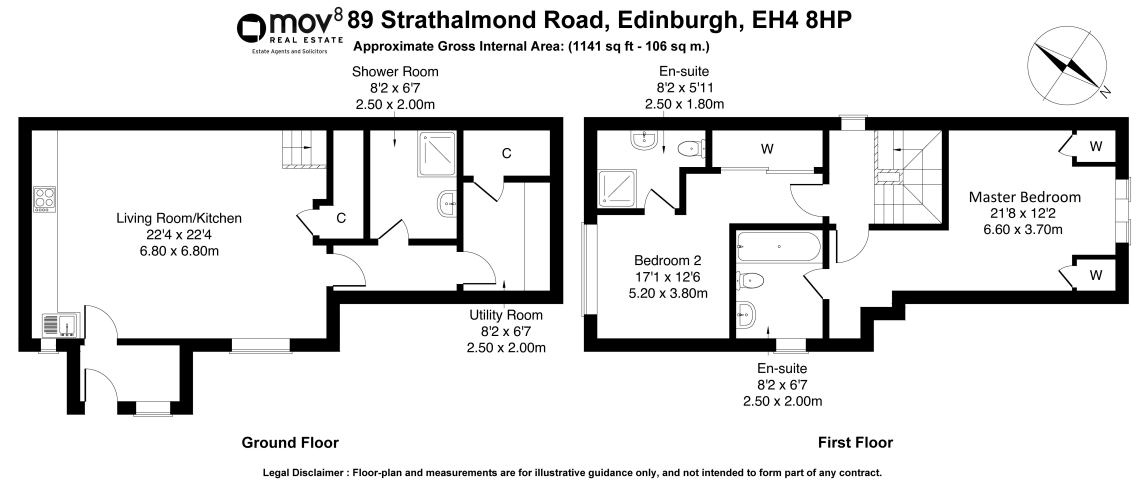 mov8
REAL ESTATE
Estate Agents and Solicitors
89 Strathalmond Road, Edinburgh, EH4 8HP
Approximate Gross Internal Area: (1141 sq ft - 106 sq m.)
N
Shower Room
8'2 x 6'7
2.50 x 2.00m
C
Living Room/Kitchen
22'4 x 22'4
6.80 x 6.80m
C
Utility Room
8'2 x 6'7
2.50 x 2.00m
Ground Floor
En-suite
8'2 x 5'11
2.50 x 1.80m
W
W
Master Bedroom
21'8 x 12'2
6.60 x 3.70m
Bedroom 2
17'1 x 12'6
5.20 x 3.80m
W
En-suite
8'2 x 6'7
2.50 x 2.00m
First Floor
Legal Disclaimer : Floor-plan and measurements are for illustrative guidance only, and not intended to form part of any contract.